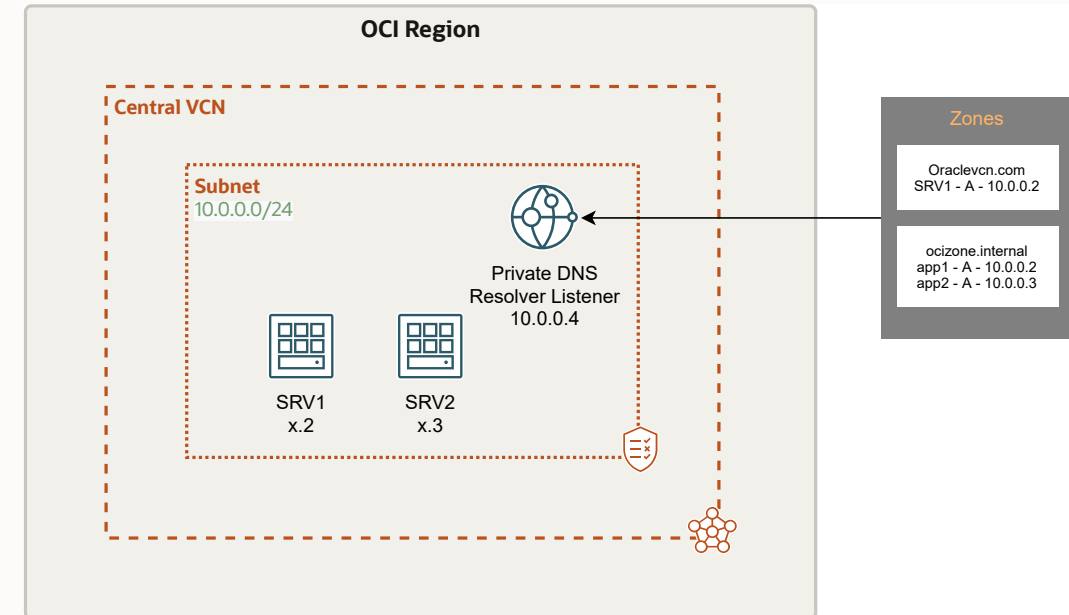 OCI Region
Central VCN
Subnet
10.0.0.0/24
Private DNS
Resolver Listener
10.0.0.4
SRV1
x.2
SRV2
x.3
Zones
Oraclevcn.com
SRV1 - A - 10.0.0.2
ocizone.internal
app1 - A - 10.0.0.2
app2 - A - 10.0.0.3